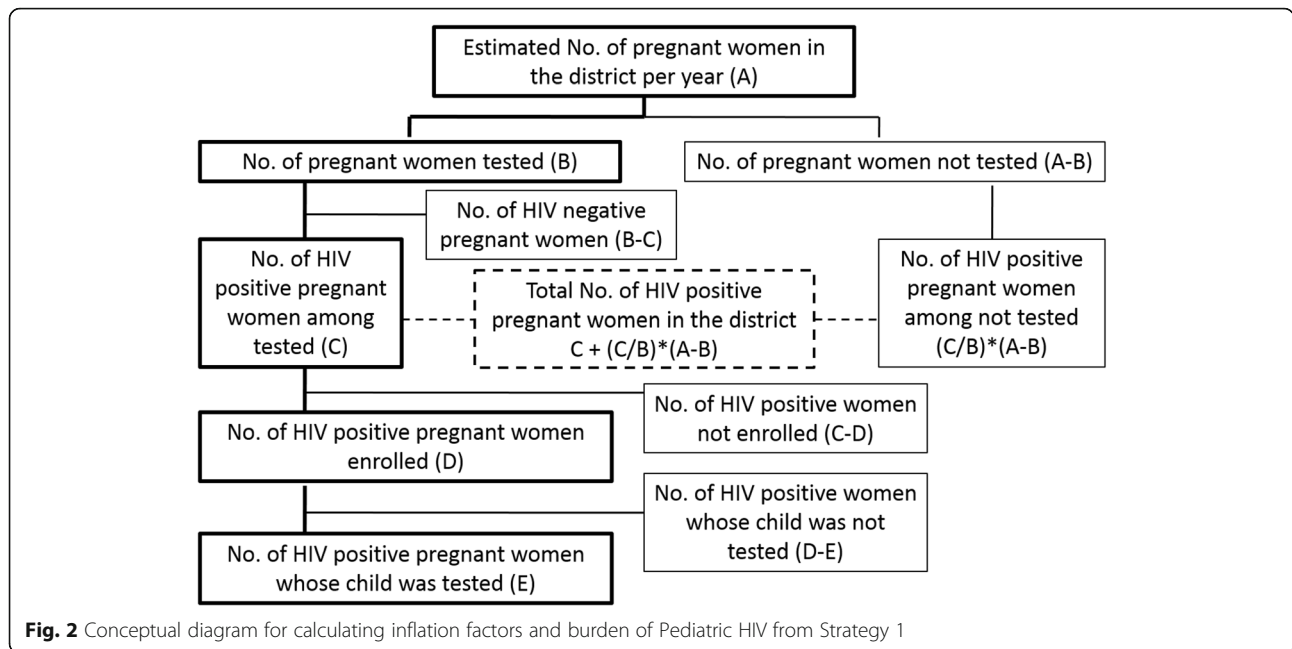 Estimated No. of pregnant women in
the district per year (A)
No. of pregnant women tested (B)
No. of pregnant women not tested (A-B)
No. of HIV negative
pregnant women (B-C)
No. of HIV
positive pregnant
women among
tested (C)
Total No. of HIV positive
pregnant women in the district
C + (C/B)*(A-B)
No. of HIV positive
pregnant women
among not tested
(C/B)*(A-B)
No. of HIV positive women
not enrolled (C-D)
No. of HIV positive pregnant women
enrolled (D)
No. of HIV positive women
whose child was not
tested (D-E)
No. of HIV positive pregnant women
whose child was tested (E)
Fig. 2 Conceptual diagram for calculating inflation factors and burden of Pediatric HIV from Strategy 1